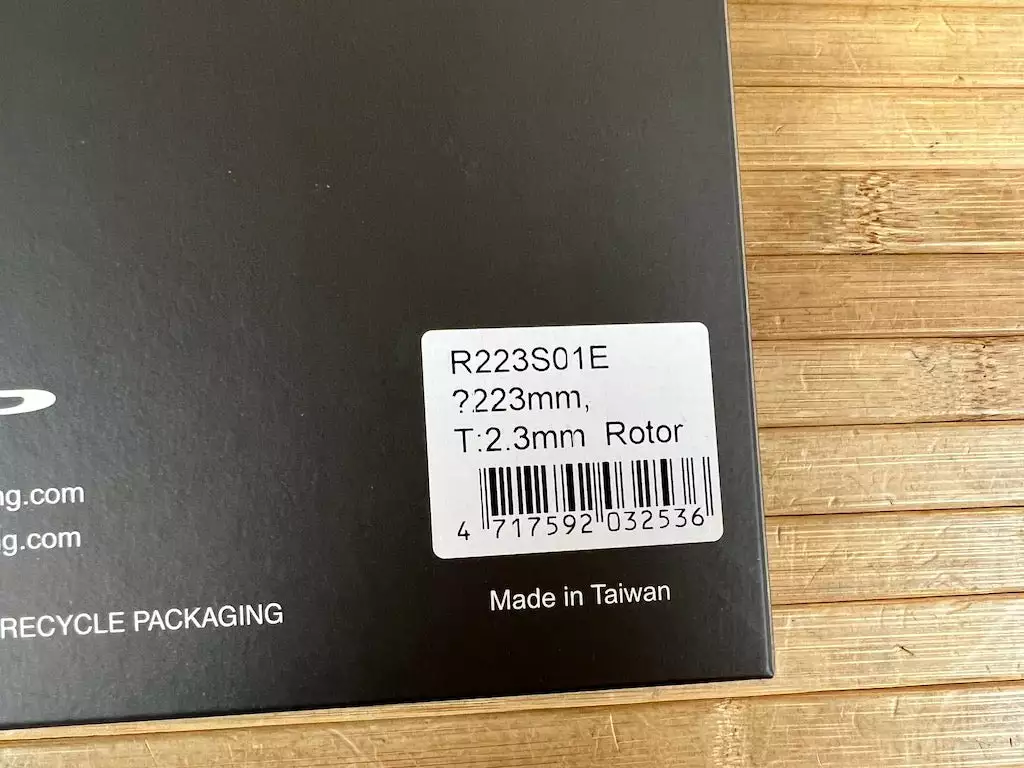 R223S01E
?223mm,
T:2.3mm Rotor
4 717592 032536
ng.com
g.com
RECYCLE PACKAGING
Made in Taiwan